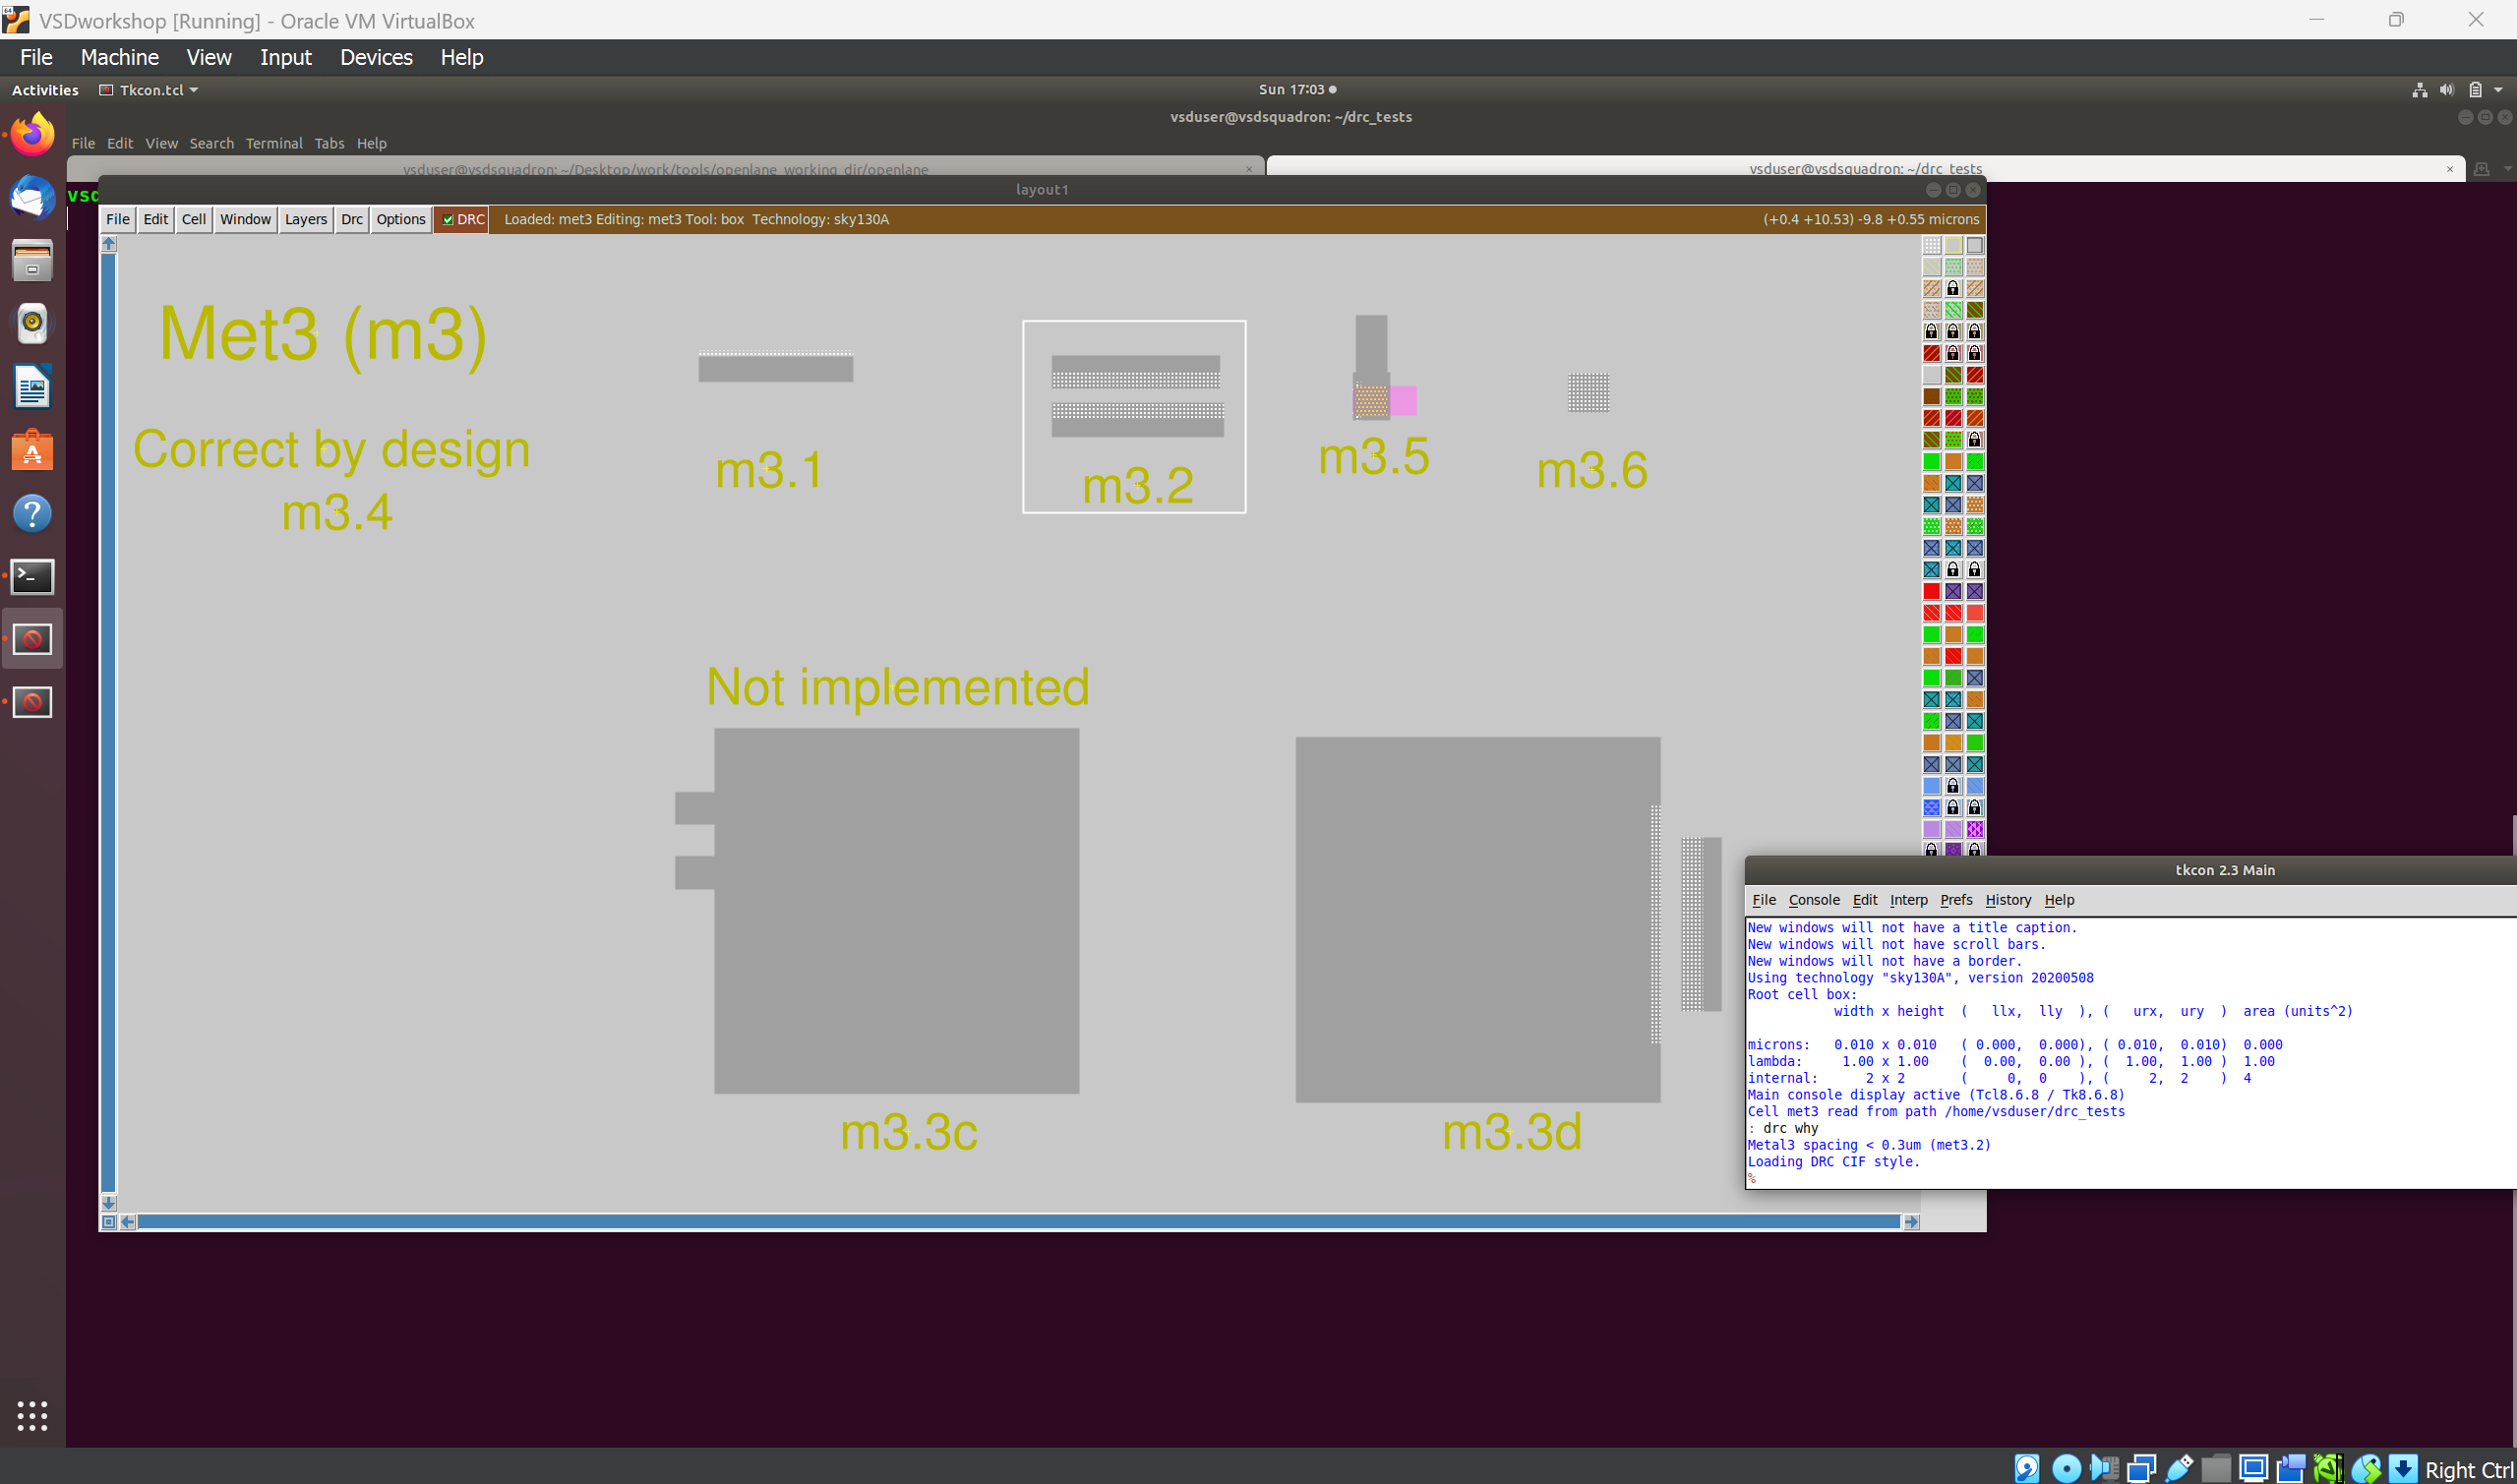 VSDworkshop [Running] - Oracle VM VirtualBox
File Machine View Input Devices Help
Activities Tkcon.tcl Sun 17:03
vsduser@vsdsquadron: ~/drc_tests
File Edit View Search Terminal Tabs Help
vsduser@vsdsquadron: ~/Desktop/work/tools/openlane_working_dir/openlane
vsduser@vsdsquadron: ~/drc_tests
vsd
layout1
File Edit Cell Window Layers Drc Options DRC Loaded: met3 Editing: met3 Tool: box Technology: sky130A (+0.4 +10.53) -9.8 +0.55 microns
Met3 (m3)
Correct by design
m3.4
m3.1
m3.2
m3.5
m3.6
Not implemented
m3.3c
m3.3d
tkcon 2.3 Main
File Console Edit Interp Prefs History Help
New windows will not have a title caption.
New windows will not have scroll bars.
New windows will not have a border.
Using technology "sky130A", version 20200508
Root cell box:
width x height ( llx, lly ), ( urx, ury ) area (units^2)
microns: 0.010 x 0.010 ( 0.000, 0.000), ( 0.010, 0.010) 0.000
lambda: 1.00 x 1.00 ( 0.00, 0.00 ), ( 1.00, 1.00 ) 1.00
internal: 2 x 2 ( 0, 0 ), ( 2, 2 ) 4
Main console display active (Tcl8.6.8 / Tk8.6.8)
Cell met3 read from path /home/vsduser/drc_tests
: drc why
Metal3 spacing < 0.3um (met3.2)
Loading DRC CIF style.
%
Right Ctrl